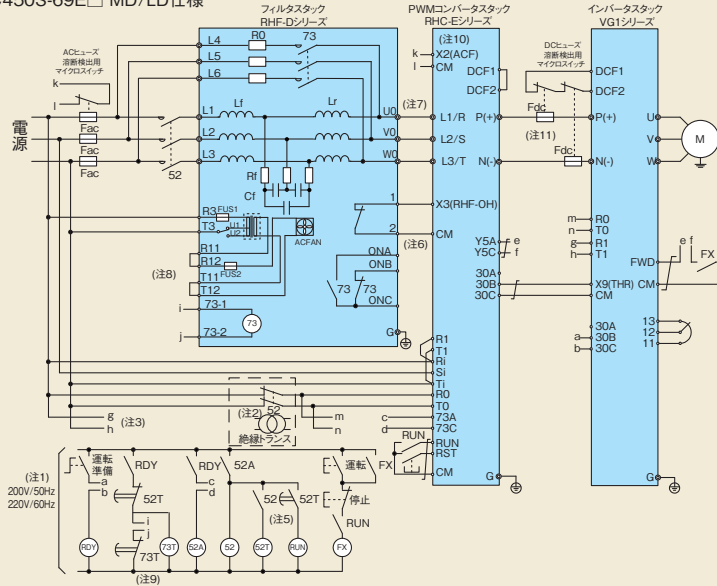 4503-69E□ MD/LD仕様
フィルタスタック
RHF-Dシリーズ
PWMコンバータスタック
RHC-Eシリーズ
インバータスタック
VG1シリーズ
ACヒューズ
溶断検出用
マイクロスイッチ
k
l
電源
Fac
Fac
Fac
52
L4
L5
L6
R0
73
L1
L2
L3
Lf
Lr
U0
V0
W0
Rf
Cf
R3
FUS1
T3
U1
U2
ACFAN
R11
R12
FUS2
T11
T12
(注8)
i
73-1
73
j
73-2
1
2
ONA
ONB
73
73
ONC
G
(注7)
(注6)
(注10)
k
X2(ACF)
l
CM
DCF1
DCF2
L1/R
P(+)
L2/S
L3/T
N(-)
X3(RHF-OH)
CM
Y5A
e
Y5C
f
30A
30B
30C
R1
T1
Ri
Si
Ti
R0
T0
c
73A
d
73C
RUN
RUN
RST
CM
G
DCヒューズ
溶断検出用
マイクロスイッチ
Fdc
(注11)
Fdc
DCF1
DCF2
P(+)
U
V
M
N(-)
W
m
R0
n
T0
g
R1
h
T1
FWD
e f
FX
X9(THR)
CM
CM
30A
a
30B
b
30C
13
12
11
G
g
(注3)
h
(注2)
52
絶縁トランス
m
n
(注1)
200V/50Hz
220V/60Hz
運転
準備
a
b
RDY
RDY
52T
i
j
73T
73T
(注9)
RDY
c
d
52A
52A
52
52
52T
52T
(注5)
RUN
運転
FX
停止
RUN
FX